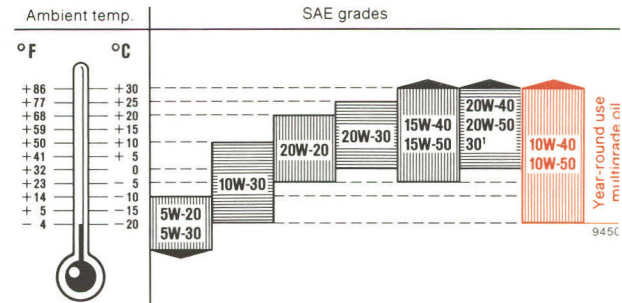 Ambient temp. SAE grades
°F °C
+ 86 + 30
+ 77 + 25
+ 68 + 20
+ 59 + 15
+ 50 + 10
+ 41 + 5
+ 32 0
+ 23 - 5
+ 14 - 10
+ 5 - 15
- 4 - 20
5W-20
5W-30
10W-30
20W-20
20W-30
15W-40
15W-50
20W-40
20W-50
30¹
10W-40
10W-50
Year-round use
multigrade oil